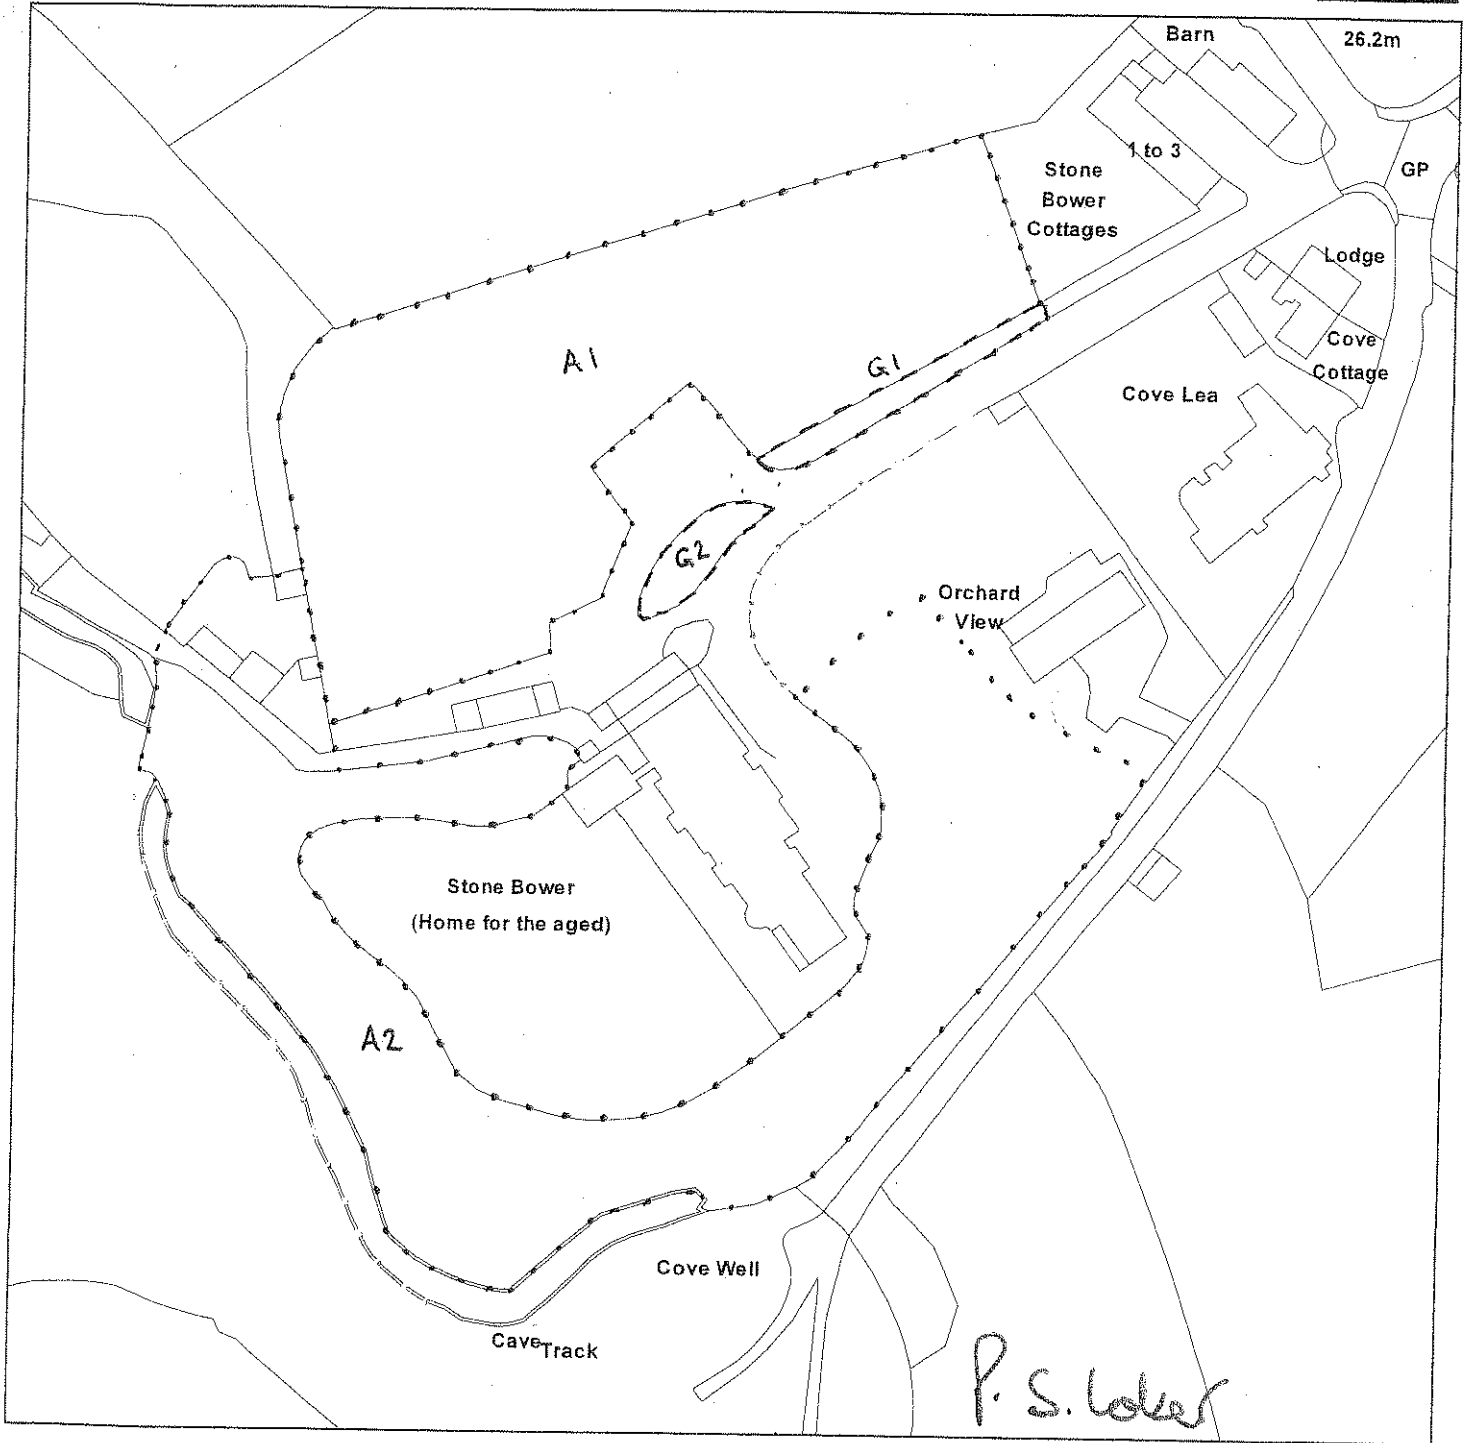 Barn
26.2m
1 to 3
GP
Stone
Bower
Cottages
Lodge
Cove
Cottage
A1
G1
Cove Lea
G2
Orchard
View
Stone Bower
(Home for the aged)
A2
Cove Well
Cave Track
P. S. Loker